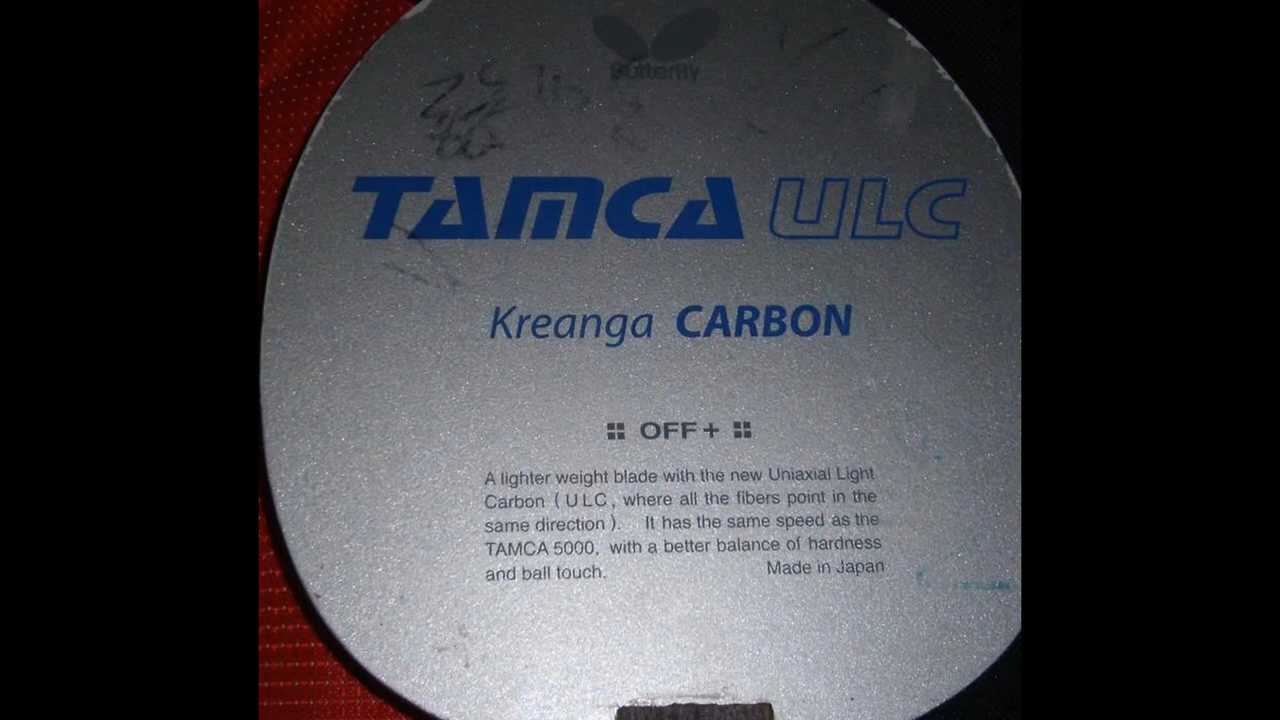 Butterfly
TAMCA ULC
Kreanga CARBON
OFF+
A lighter weight blade with the new Uniaxial Light
Carbon ( ULC , where all the fibers point in the
same direction ). It has the same speed as the
TAMCA 5000, with a better balance of hardness
and ball touch. Made in Japan